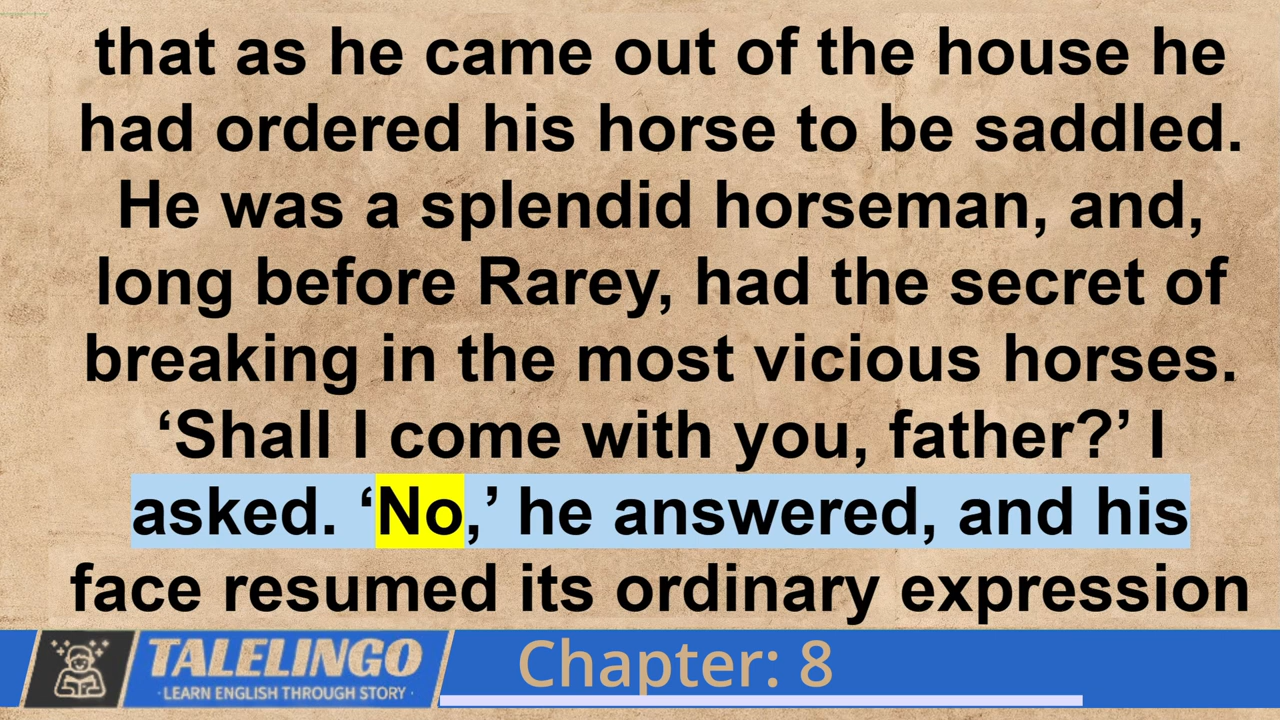 that as he came out of the house he
had ordered his horse to be saddled.
He was a splendid horseman, and,
long before Rarey, had the secret of
breaking in the most vicious horses.
‘Shall I come with you, father?’ I
asked. ‘No,’ he answered, and his
face resumed its ordinary expression
TALELINGO
·LEARN ENGLISH THROUGH STORY·
Chapter: 8